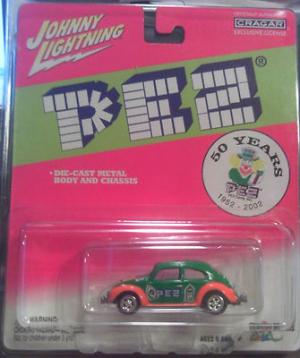 JOHNNY
LIGHTNING
CRAGAR
EXCLUSIVE LICENSE
PEZ®
• DIE-CAST METAL
BODY AND CHASSIS
50 YEARS
PEZ
1952 - 2002
PEZ
WARNING: